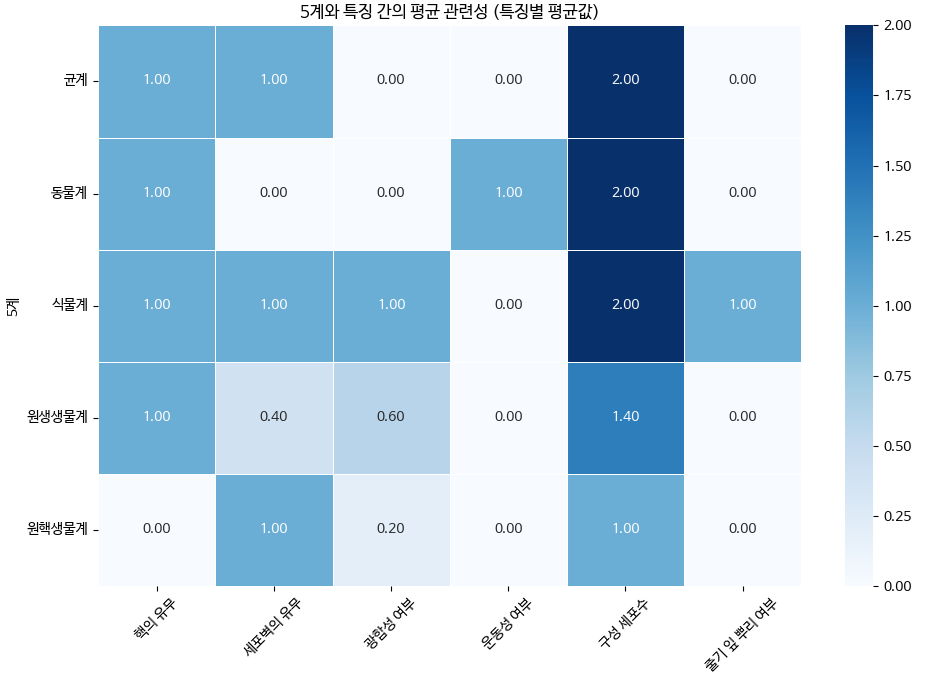 5계와 특징 간의 평균 관련성 (특징별 평균값)
균계 1.00 1.00 0.00 0.00 2.00 0.00
동물계 1.00 0.00 0.00 1.00 2.00 0.00
식물계 1.00 1.00 1.00 0.00 2.00 1.00
원생생물계 1.00 0.40 0.60 0.00 1.40 0.00
원핵생물계 0.00 1.00 0.20 0.00 1.00 0.00
5계
핵의 유무
세포벽의 유무
광합성 여부
운동성 여부
구성 세포수
줄기 잎 뿌리 여부
2.00
1.75
1.50
1.25
1.00
0.75
0.50
0.25
0.00